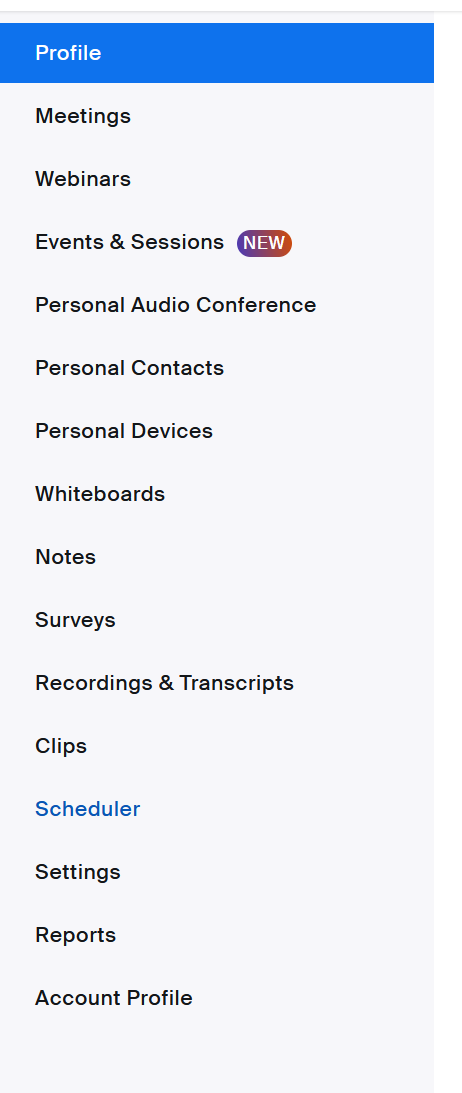 Profile
Meetings
Webinars
Events & Sessions NEW
Personal Audio Conference
Personal Contacts
Personal Devices
Whiteboards
Notes
Surveys
Recordings & Transcripts
Clips
Scheduler
Settings
Reports
Account Profile